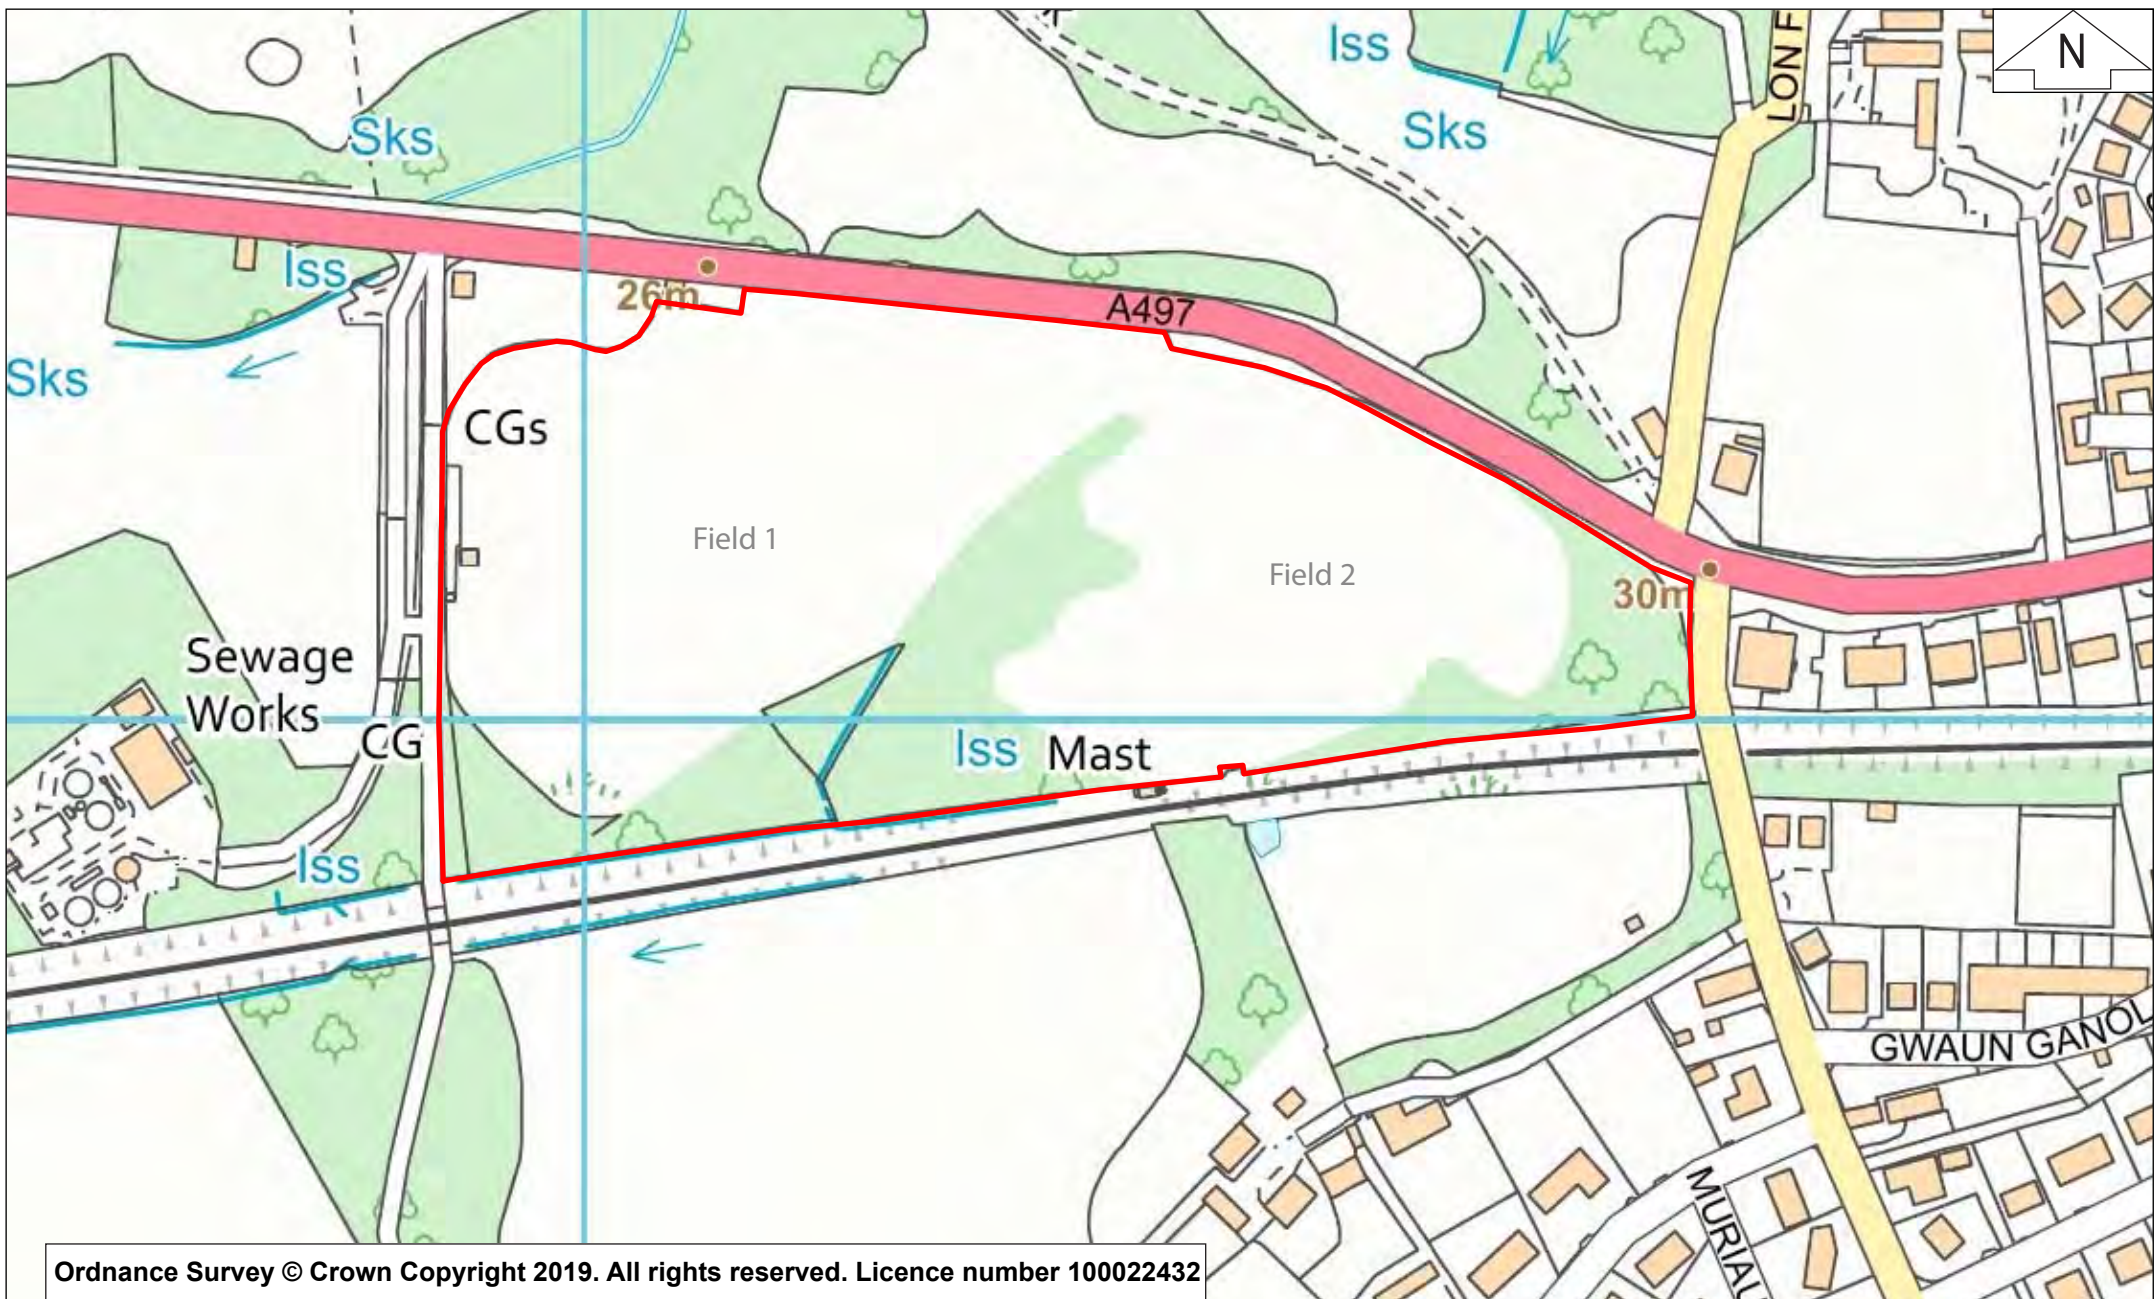 N
Iss
LON F
Sks
Sks
Iss
26m
A497
Sks
CGs
Field 1
Field 2
30m
Sewage
Works
CG
Iss
Mast
Iss
GWAUN GANOL
MURIAU
Ordnance Survey © Crown Copyright 2019. All rights reserved. Licence number 100022432